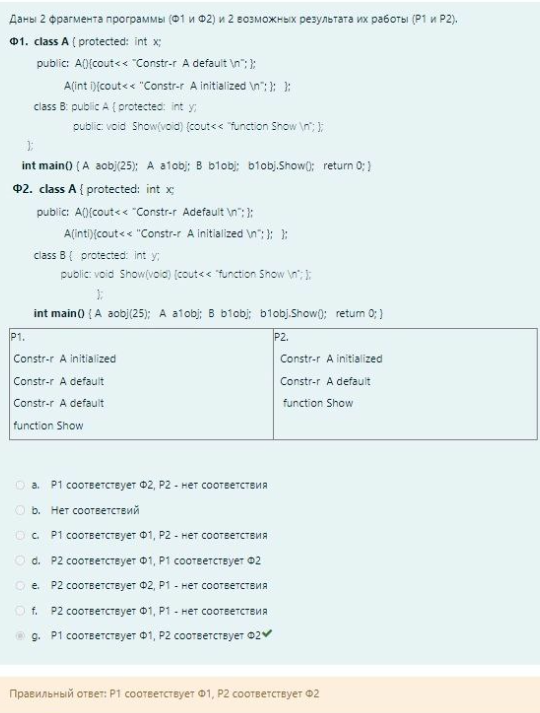 Даны 2 фрагмента программы (Ф1 и Ф2) и 2 возможных результата их работы (P1 и P2).
Ф1. class A { protected: int x;
public: A(){cout<< "Constr-r A default \n"; };
A(int i){cout<< "Constr-r A initialized \n"; }; };
class B: public A { protected: int y;
public: void Show(void) {cout<< "function Show \n"; };
};
int main() { A aobj(25); A a1obj; B b1obj; b1obj.Show(); return 0; }
Ф2. class A { protected: int x;
public: A(){cout<< "Constr-r Adefault \n"; };
A(inti){cout<< "Constr-r A initialized \n"; }; };
class B { protected: int y;
public: void Show(void) {cout<< "function Show \n"; };
};
int main() { A aobj(25); A a1obj; B b1obj; b1obj.Show(); return 0; }
P1.
Constr-r A initialized
Constr-r A default
Constr-r A default
function Show
P2.
Constr-r A initialized
Constr-r A default
function Show
a. P1 соответствует Ф2, P2 - нет соответствия
b. Нет соответствий
c. P1 соответствует Ф1, P2 - нет соответствия
d. P2 соответствует Ф1, P1 соответствует Ф2
e. P2 соответствует Ф2, P1 - нет соответствия
f. P2 соответствует Ф1, P1 - нет соответствия
g. P1 соответствует Ф1, P2 соответствует Ф2
Правильный ответ: P1 соответствует Ф1, P2 соответствует Ф2